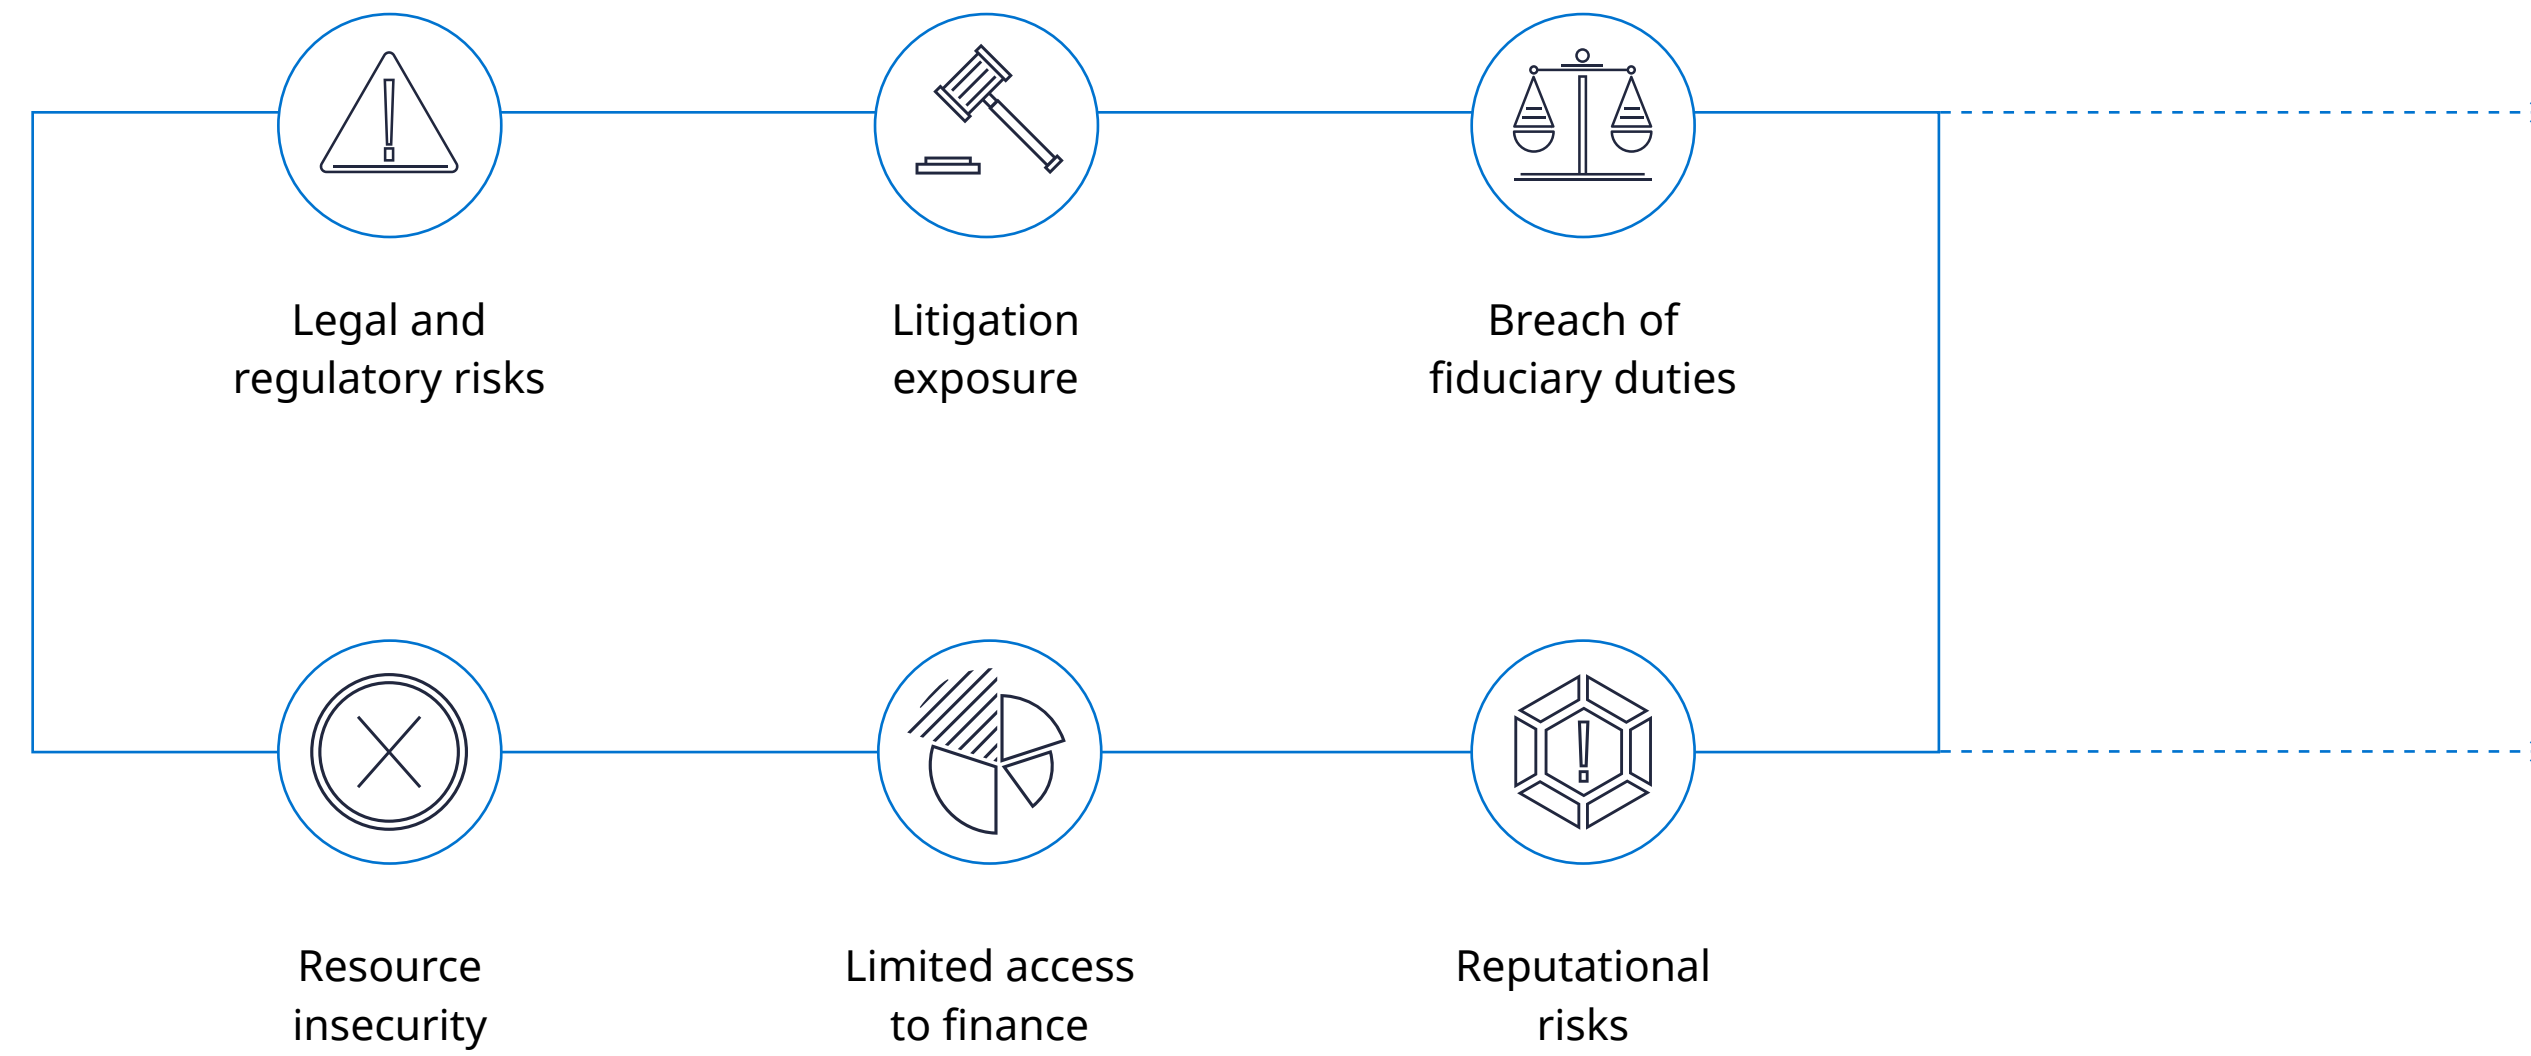 Legal and
regulatory risks
Litigation
exposure
Breach of
fiduciary duties
Resource
insecurity
Limited access
to finance
Reputational
risks